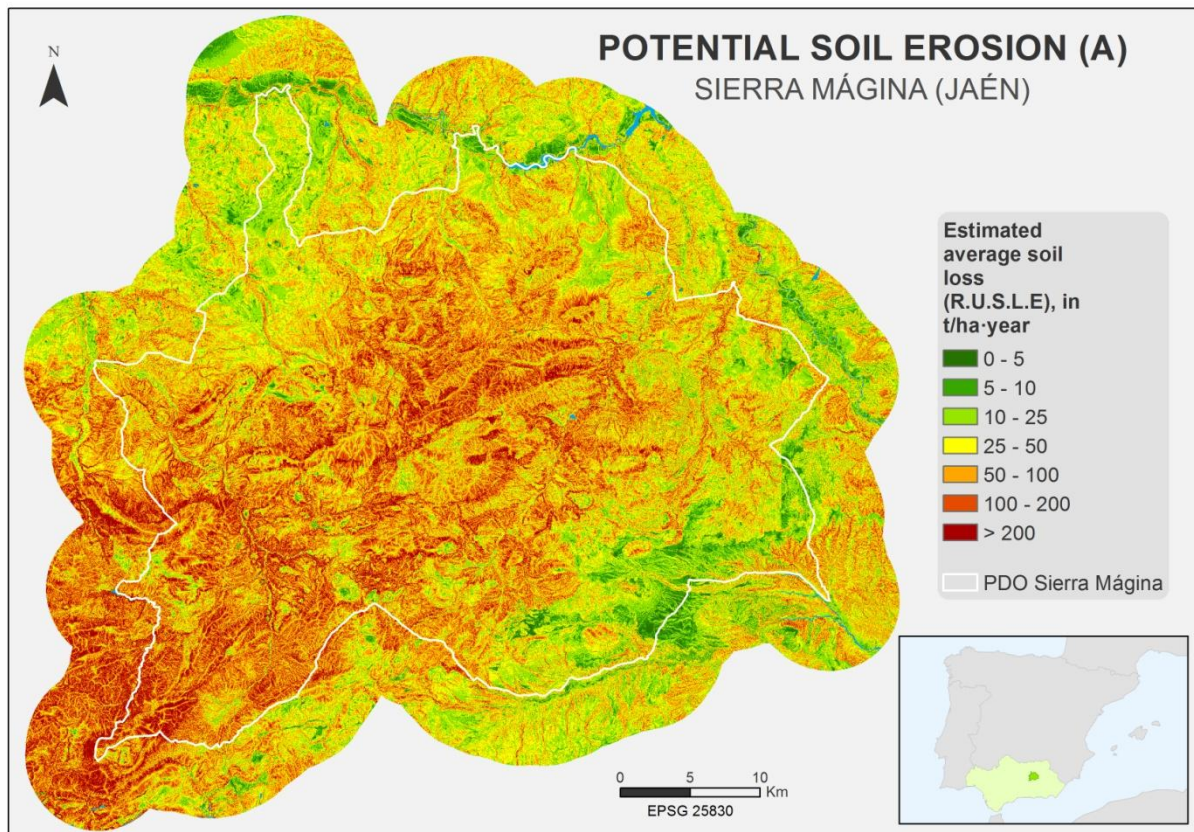 POTENTIAL SOIL EROSION (A)
SIERRA MÁGINA (JAÉN)
N
Estimated
average soil
loss
(R.U.S.L.E), in
t/ha·year
0 - 5
5 - 10
10 - 25
25 - 50
50 - 100
100 - 200
> 200
PDO Sierra Mágina
0 5 10
Km
EPSG 25830